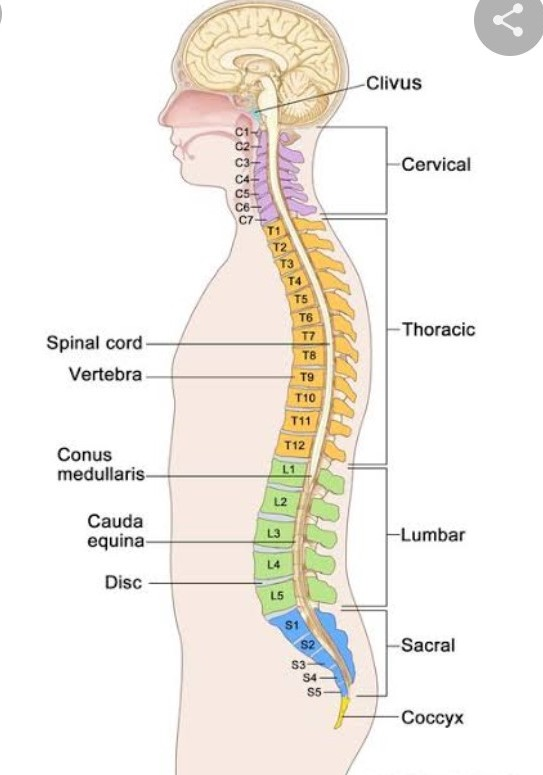 Clivus
C1
C2
C3
C4
C5
C6
C7
Cervical
T1
T2
T3
T4
T5
T6
T7
T8
T9
T10
T11
T12
Thoracic
Spinal cord
Vertebra
Conus
medullaris
L1
L2
L3
L4
L5
Cauda
equina
Lumbar
Disc
S1
S2
S3
S4
S5
Sacral
Coccyx